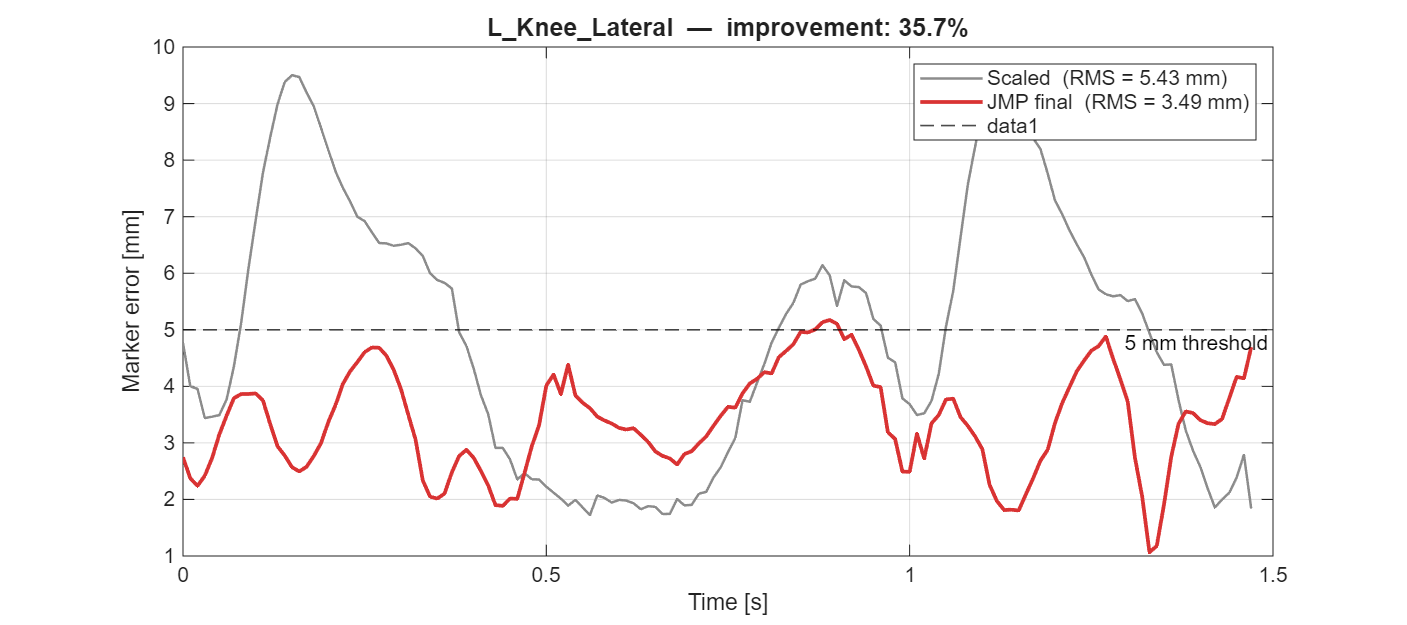 L_Knee_Lateral — improvement: 35.7%
Scaled (RMS = 5.43 mm)
JMP final (RMS = 3.49 mm)
data1
5 mm threshold
Marker error [mm]
10
9
8
7
6
5
4
3
2
1
0
0.5
1
1.5
Time [s]